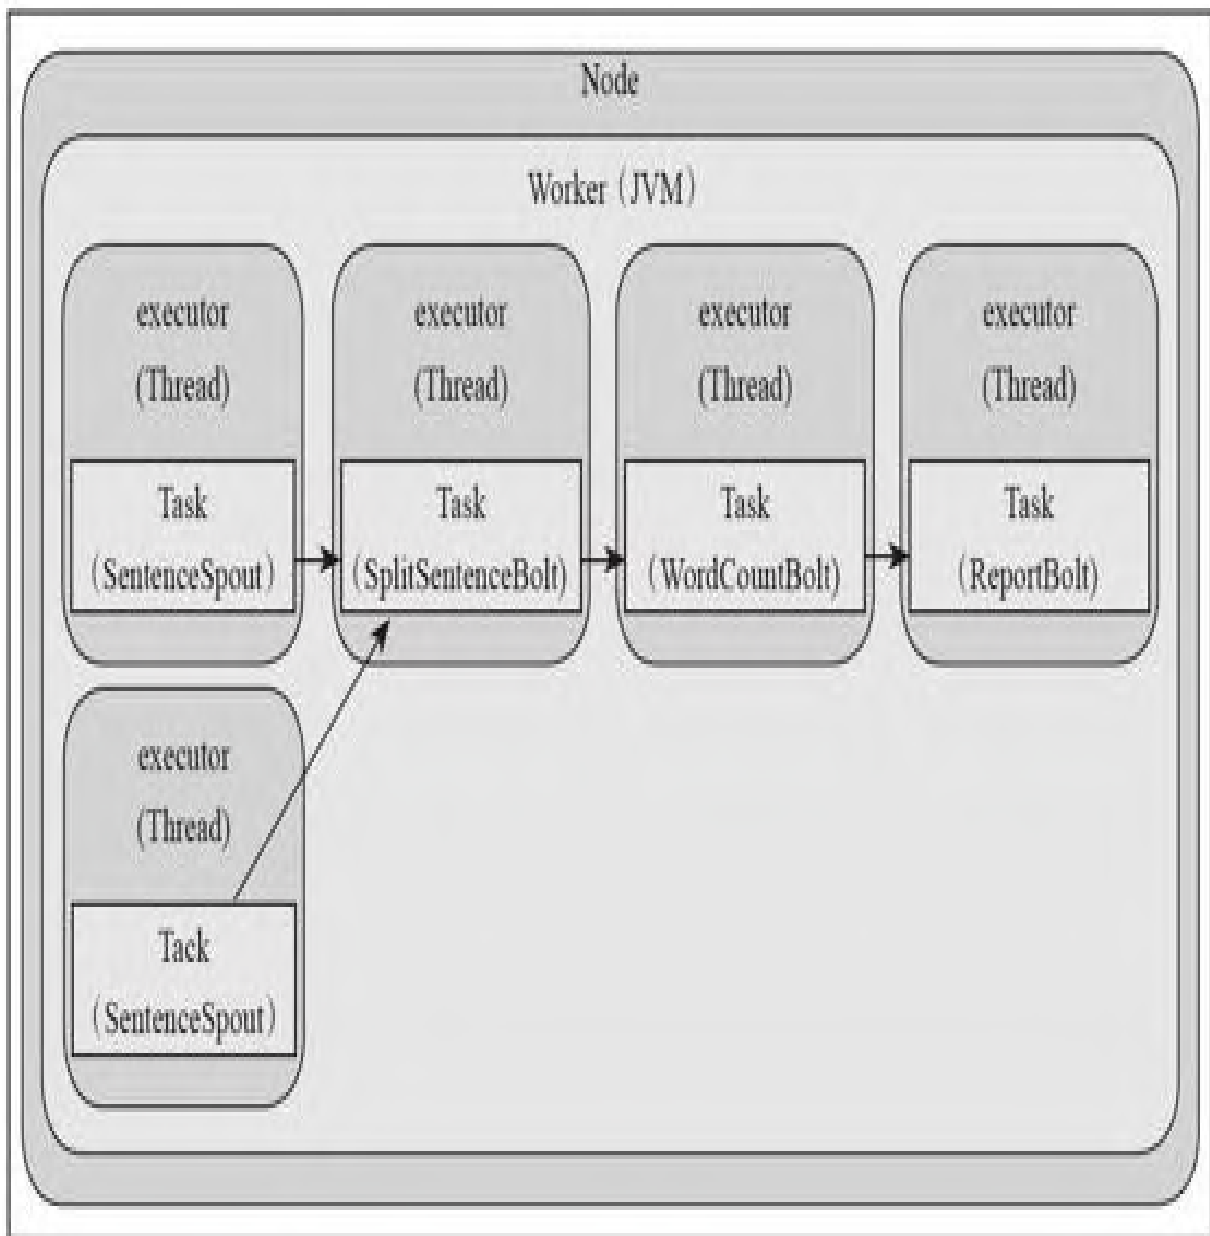 Node
Worker（JVM）
executor
(Thread)
Task
（SentenceSpout）
executor
(Thread)
Task
（SplitSentenceBolt)
executor
(Thread)
Task
（WordCountBolt)
executor
(Thread)
Task
（ReportBolt)
executor
(Thread)
Tack
（SentenceSpout）